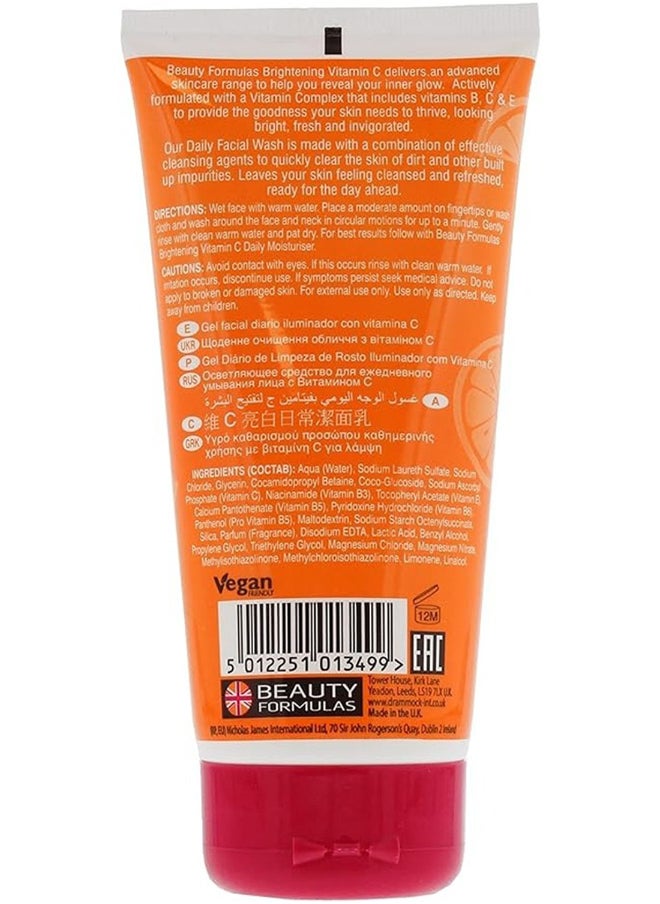 Beauty Formulas Brightening Vitamin C delivers.an advanced
skincare range to help you reveal your inner glow. Actively
formulated with a Vitamin Complex that includes vitamins B, C & E
to provide the goodness your skin needs to thrive, looking
bright, fresh and invigorated.
Our Daily Facial Wash is made with a combination of effective
cleansing agents to quickly clear the skin of dirt and other built
up impurities. Leaves your skin feeling cleansed and refreshed,
ready for the day ahead.
DIRECTIONS: Wet face with warm water. Place a moderate amount on fingertips or wash
cloth and wash around the face and neck in circular motions for up to a minute. Gently
rinse with clean warm water and pat dry. For best results follow with Beauty Formulas
Brightening Vitamin C Daily Moisturiser.
CAUTIONS: Avoid contact with eyes. If this occurs rinse with clean warm water. If
irritation occurs, discontinue use. If symptoms persist seek medical advice. Do not
apply to broken or damaged skin. For external use only. Use only as directed. Keep
away from children.
E Gel facial diario iluminador con vitamina C
UKR Щоденне очищення обличчя з вітаміном С
P Gel Diário de Limpeza de Rosto Iluminador com Vitamina C
RUS Осветляющее средство для ежедневного
умывания лица с Витамином С
A غسول الوجه اليومي بفيتامين ج لتفتيح البشرة
C 維 C 亮白日常潔面乳
GRK Υγρό καθαρισμού προσώπου καθημερινής
χρήσης με βιταμίνη C για λάμψη
INGREDIENTS (СОСТАВ): Aqua (Water), Sodium Laureth Sulfate, Sodium
Chloride, Glycerin, Cocamidopropyl Betaine, Coco-Glucoside, Sodium Ascorbyl
Phosphate (Vitamin C), Niacinamide (Vitamin B3), Tocopheryl Acetate (Vitamin E),
Calcium Pantothenate (Vitamin B5), Pyridoxine Hydrochloride (Vitamin B6),
Panthenol (Pro Vitamin B5), Maltodextrin, Sodium Starch Octenylsuccinate,
Silica, Parfum (Fragrance), Disodium EDTA, Lactic Acid, Benzyl Alcohol,
Propylene Glycol, Triethylene Glycol, Magnesium Chloride, Magnesium Nitrate,
Methylisothiazolinone, Methylchloroisothiazolinone, Limonene, Linalool.
Vegan
FRIENDLY
12M
5 012251 013499 >
EAC
BEAUTY
FORMULAS
Tower House, Kirk Lane
Yeadon, Leeds, LS19 7LX U.K.
www.drammock-int.co.uk
Made in the U.K.
(RP, EU) Nicholas James International Ltd, 70 Sir John Rogerson's Quay, Dublin 2 Ireland